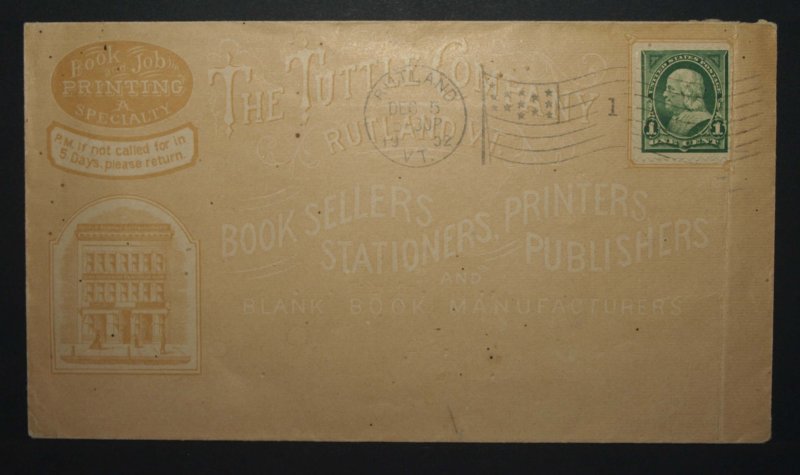 Book and Job
PRINTING
A
SPECIALTY
P.M. if not called for in
5 Days, please return.
THE TUTTLE COMPANY
RUTLAND, VT.
RUTLAND
DEC 5
VT.
1
UNITED STATES POSTAGE
1 1
ONE CENT
BOOK SELLERS
STATIONERS, PRINTERS
PUBLISHERS
AND
BLANK BOOK MANUFACTURERS